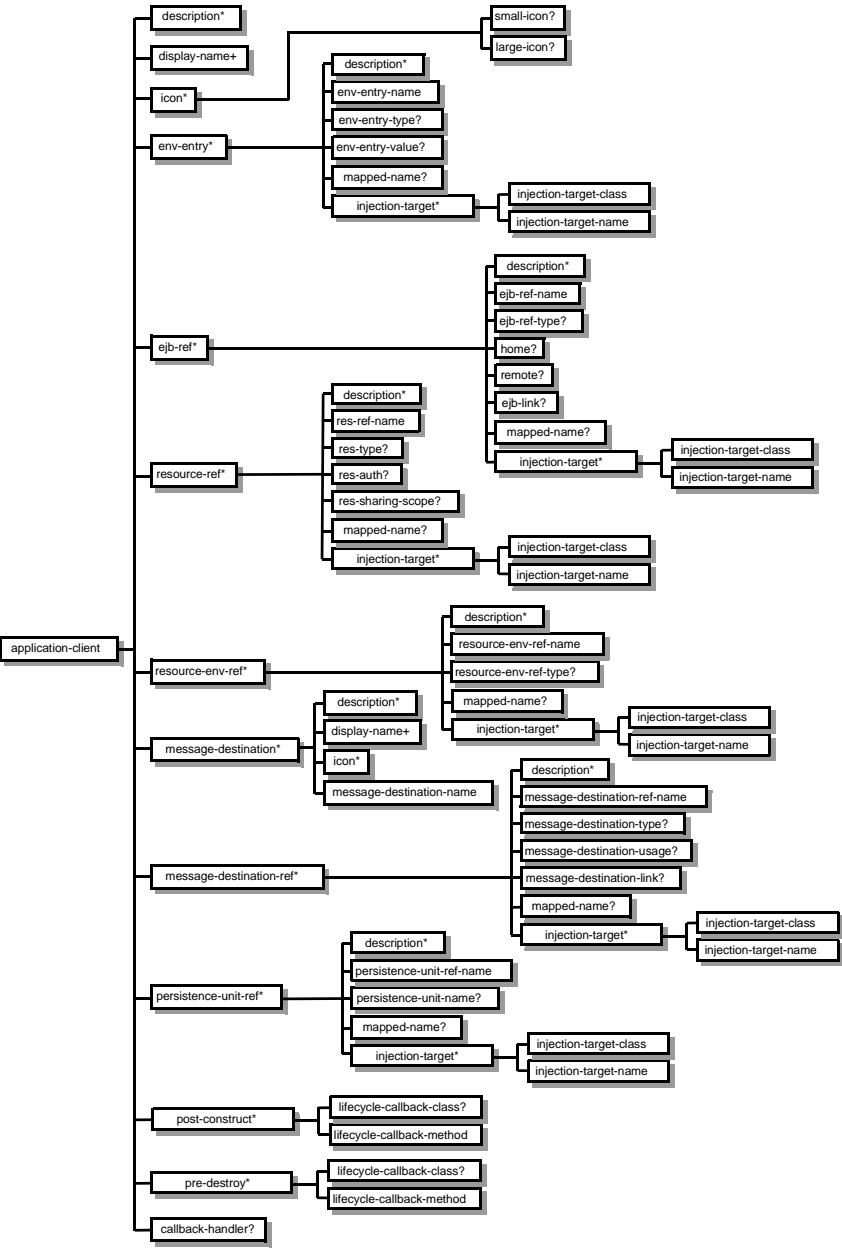 description*
display-name+
icon*
small-icon?
large-icon?
env-entry*
description*
env-entry-name
env-entry-type?
env-entry-value?
mapped-name?
injection-target*
injection-target-class
injection-target-name
ejb-ref*
description*
ejb-ref-name
ejb-ref-type?
home?
remote?
ejb-link?
mapped-name?
injection-target*
injection-target-class
injection-target-name
resource-ref*
description*
res-ref-name
res-type?
res-auth?
res-sharing-scope?
mapped-name?
injection-target*
injection-target-class
injection-target-name
application-client
resource-env-ref*
description*
resource-env-ref-name
resource-env-ref-type?
mapped-name?
injection-target*
injection-target-class
injection-target-name
message-destination*
description*
display-name+
icon*
message-destination-name
message-destination-ref*
description*
message-destination-ref-name
message-destination-type?
message-destination-usage?
message-destination-link?
mapped-name?
injection-target*
injection-target-class
injection-target-name
persistence-unit-ref*
description*
persistence-unit-ref-name
persistence-unit-name?
mapped-name?
injection-target*
injection-target-class
injection-target-name
post-construct*
lifecycle-callback-class?
lifecycle-callback-method
pre-destroy*
lifecycle-callback-class?
lifecycle-callback-method
callback-handler?